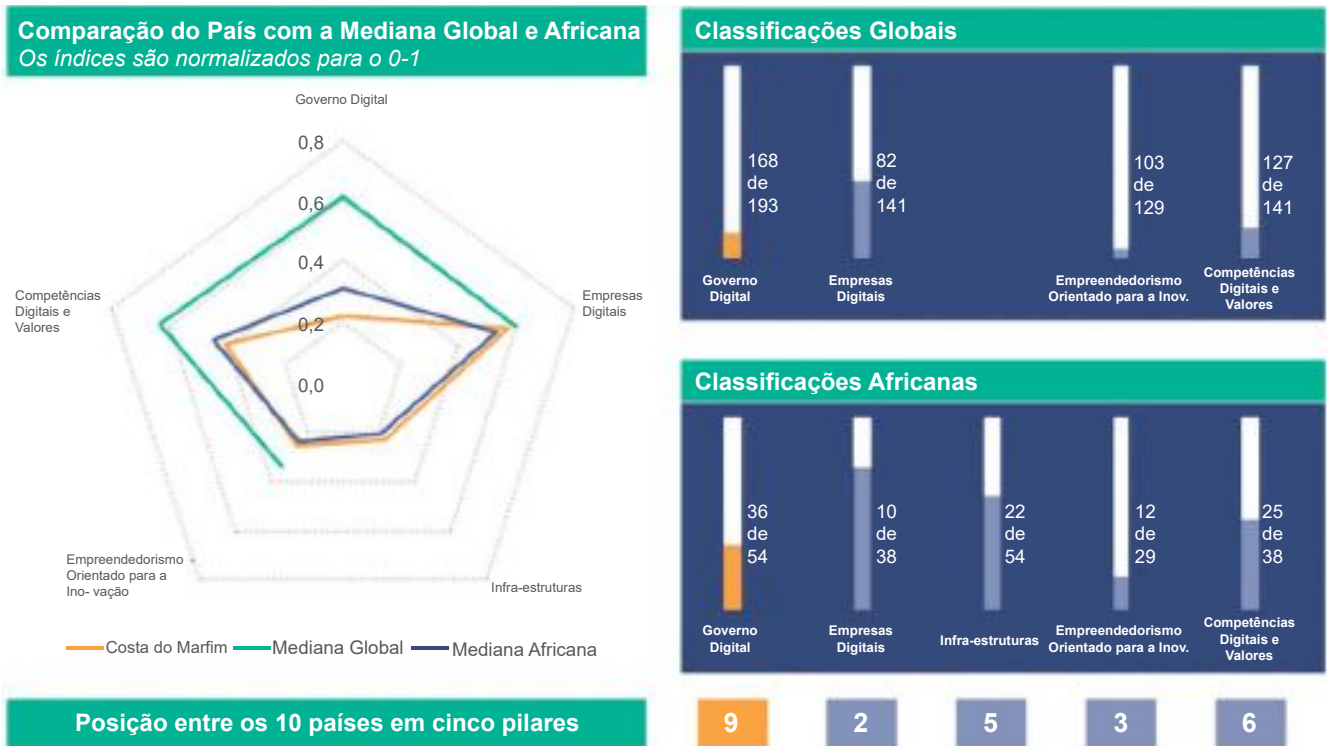 Comparação do País com a Mediana Global e Africana
Os índices são normalizados para o 0-1
Governo Digital
0,8
0,6
0,4
0,2
0,0
Competências
Digitais e
Valores
Empresas
Digitais
Empreendedorismo
Orientado para a
Ino- vação
Infra-estruturas
Costa do Marfim
Mediana Global
Mediana Africana
Classificações Globais
168
de
193
82
de
141
103
de
129
127
de
141
Governo
Digital
Empresas
Digitais
Empreendedorismo
Orientado para a Inov.
Competências
Digitais e
Valores
Classificações Africanas
36
de
54
10
de
38
22
de
54
12
de
29
25
de
38
Governo
Digital
Empresas
Digitais
Infra-estruturas
Empreendedorismo
Orientado para a Inov.
Competências
Digitais e
Valores
Posição entre os 10 países em cinco pilares
9
2
5
3
6